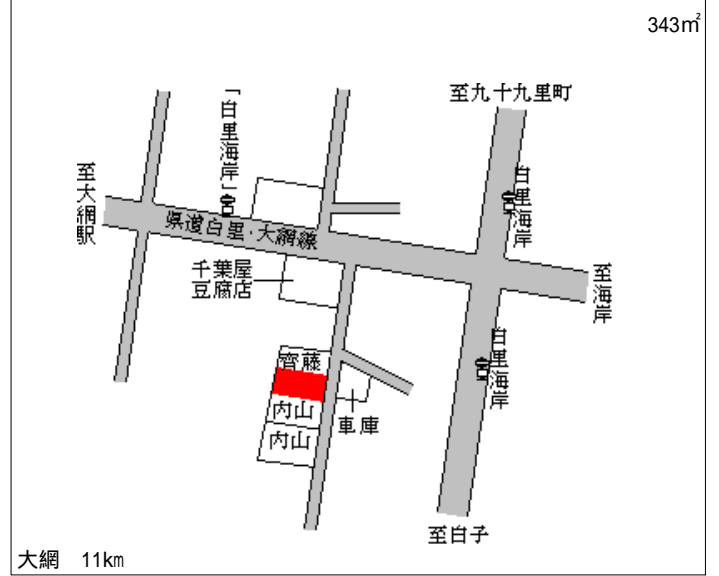 343㎡
至九十九里町
「白里海岸」
白里海岸
至大網駅
県道白里・大網線
千葉屋
豆腐店
至海岸
白里海岸
齊藤
内山
車庫
内山
至白子
大網 11km